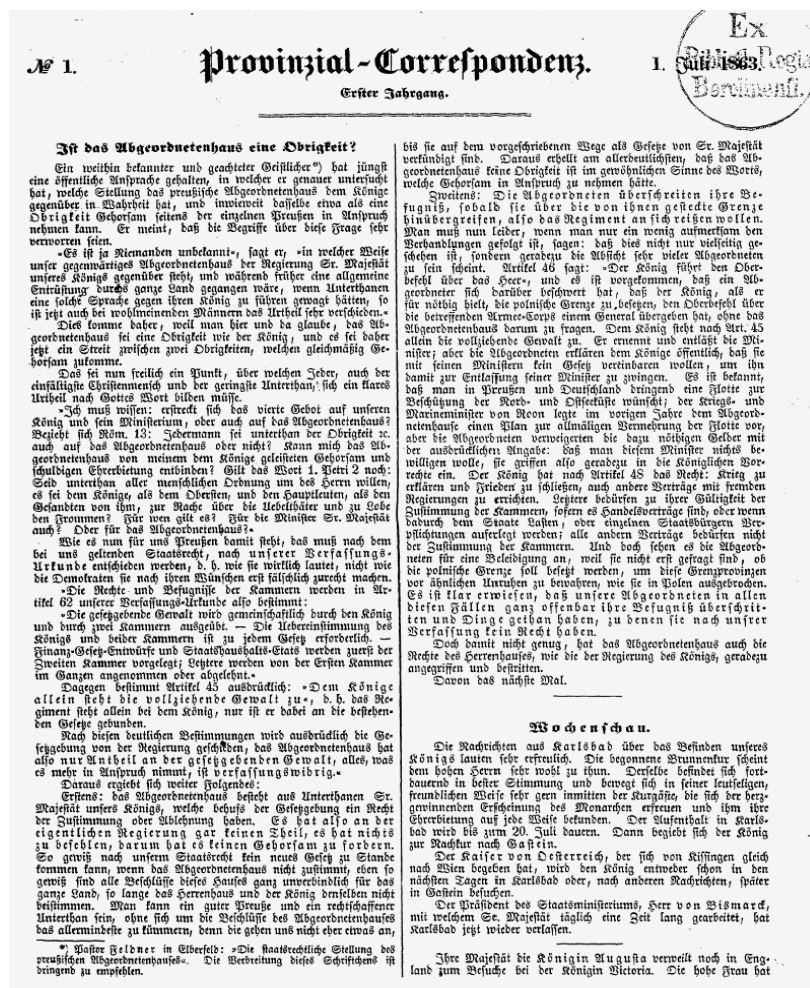 № 1.
Provinzial-Correspondenz.
1. Juli 1863.
Ex
Biblioth. Regia
Berolinensi.
Erster Jahrgang.
Ist das Abgeordnetenhaus eine Obrigkeit?
Ein weithin bekannter und geachteter Geistlicher*) hat jüngst
eine öffentliche Ansprache gehalten, in welcher er genauer untersucht
hat, welche Stellung das preußische Abgeordnetenhaus dem Könige
gegenüber in Wahrheit hat, und inwieweit dasselbe etwa als eine
Obrigkeit Gehorsam seitens der einzelnen Preußen in Anspruch
nehmen kann. Er meint, daß die Begriffe über diese Frage sehr
verworren seien.
»Es ist ja Niemanden unbekannt«, sagt er, »in welcher Weise
unser gegenwärtiges Abgeordnetenhaus der Regierung Sr. Majestät
unseres Königs gegenüber steht, und während früher eine allgemeine
Entrüstung durchs ganze Land gegangen wäre, wenn Unterthanen
eine solche Sprache gegen ihren König zu führen gewagt hätten, so
ist jetzt auch bei wohlmeinenden Männern das Urtheil sehr verschieden.«
Dies komme daher, weil man hier und da glaube, das Ab-
geordnetenhaus sei eine Obrigkeit wie der König, und es sei daher
jetzt ein Streit zwischen zwei Obrigkeiten, welchen gleichmäßig Ge-
horsam zukomme.
Das sei nun freilich ein Punkt, über welchen Jeder, auch der
einfältigste Christenmensch und der geringste Unterthan, sich ein klares
Urtheil nach Gottes Wort bilden müsse.
»Ich muß wissen: erstreckt sich das vierte Gebot auf unseren
König und sein Ministerium, oder auch auf das Abgeordnetenhaus?
Bezieht sich Röm. 13: Jedermann sei unterthan der Obrigkeit ꝛc.
auch auf das Abgeordnetenhaus oder nicht? Kann mich das Ab-
geordnetenhaus von meinem dem Könige geleisteten Gehorsam und
schuldigen Ehrerbietung entbinden? Gilt das Wort 1. Petri 2 noch:
Seid unterthan aller menschlichen Ordnung um des Herrn willen,
es sei dem Könige, als dem Obersten, und den Hauptleuten, als den
Gesandten von ihm, zur Rache über die Uebelthäter und zu Lobe
den Frommen? Für wen gilt es? Für die Minister Sr. Majestät
auch? Oder für das Abgeordnetenhaus?«
Wie es nun für uns Preußen damit steht, das muß nach dem
bei uns geltenden Staatsrecht, nach unserer Verfassungs-
Urkunde entschieden werden, d. h. wie sie wirklich lautet, nicht wie
die Demokraten sie nach ihren Wünschen erst fälschlich zurecht machen.
»Die Rechte und Befugnisse der Kammern werden in Ar-
tikel 62 unserer Verfassungs-Urkunde also bestimmt:
»Die gesetzgebende Gewalt wird gemeinschaftlich durch den König
und durch zwei Kammern ausgeübt. — Die Uebereinstimmung des
Königs und beider Kammern ist zu jedem Gesetz erforderlich. —
Finanz-Gesetz-Entwürfe und Staatshaushalts-Etats werden zuerst der
Zweiten Kammer vorgelegt; Letztere werden von der Ersten Kammer
im Ganzen angenommen oder abgelehnt.«
Dagegen bestimmt Artikel 45 ausdrücklich: »Dem Könige
allein steht die vollziehende Gewalt zu«, d. h. das Re-
giment steht allein bei dem König, nur ist er dabei an die bestehen-
den Gesetze gebunden.
Nach diesen deutlichen Bestimmungen wird ausdrücklich die Ge-
setzgebung von der Regierung geschieden, das Abgeordnetenhaus hat
also nur Antheil an der gesetzgebenden Gewalt, alles, was
es mehr in Anspruch nimmt, ist verfassungswidrig.«
Daraus ergiebt sich weiter Folgendes:
Erstens: das Abgeordnetenhaus besteht aus Unterthanen Sr.
Majestät unsers Königs, welche behufs der Gesetzgebung ein Recht
der Zustimmung oder Ablehnung haben. Es hat also an der
eigentlichen Regierung gar keinen Theil, es hat nichts
zu befehlen, darum hat es keinen Gehorsam zu fordern.
So gewiß nach unserm Staatsrecht kein neues Gesetz zu Stande
kommen kann, wenn das Abgeordnetenhaus nicht zustimmt, eben so
gewiß sind alle Beschlüsse dieses Hauses ganz unverbindlich für das
ganze Land, so lange das Herrenhaus und der König denselben nicht
beistimmen. Man kann ein guter Preuße und ein rechtschaffener
Unterthan sein, ohne sich um die Beschlüsse des Abgeordnetenhauses
das allermindeste zu kümmern, denn die gehen uns nicht eher etwas an,
*) Pastor Feldner in Elberfeld: »Die staatsrechtliche Stellung des
preußischen Abgeordnetenhauses«. Die Verbreitung dieses Schriftchens ist
dringend zu empfehlen.
bis sie auf dem vorgeschriebenen Wege als Gesetze von Sr. Majestät
verkündigt sind. Daraus erhellt am allerdeutlichsten, daß das Ab-
geordnetenhaus keine Obrigkeit ist im gewöhnlichen Sinne des Worts,
welche Gehorsam in Anspruch zu nehmen hätte.
Zweitens: Die Abgeordneten überschreiten ihre Be-
fugniß, sobald sie über die von ihnen gesteckte Grenze
hinübergreifen, also das Regiment an sich reißen wollen.
Man muß nun leider, wenn man nur ein wenig aufmerksam den
Verhandlungen gefolgt ist, sagen: daß dies nicht nur vielseitig ge-
schehen ist, sondern geradezu die Absicht sehr vieler Abgeordneten
zu sein scheint. Artikel 46 sagt: »Der König führt den Ober-
befehl über das Heer«, und es ist vorgekommen, daß ein Ab-
geordneter sich darüber beschwert hat, daß der König, als er
für nöthig hielt, die polnische Grenze zu besetzen, den Oberbefehl über
die betreffenden Armee-Corps einem General übergeben hat, ohne das
Abgeordnetenhaus darum zu fragen. Dem König steht nach Art. 45
allein die vollziehende Gewalt zu. Er ernennt und entläßt die Mi-
nister; aber die Abgeordneten erklären dem Könige öffentlich, daß sie
mit seinen Ministern kein Gesetz vereinbaren wollen, um ihn
damit zur Entlassung seiner Minister zu zwingen. Es ist bekannt,
daß man in Preußen und Deutschland dringend eine Flotte zur
Beschützung der Nord- und Ostseeküste wünscht; der Kriegs- und
Marineminister von Roon legte im vorigen Jahre dem Abgeord-
netenhause einen Plan zur allmäligen Vermehrung der Flotte vor,
aber die Abgeordneten verweigerten die dazu nöthigen Gelder mit
der ausdrücklichen Angabe: daß man diesem Minister nichts be-
willigen wolle, sie griffen also geradezu in die Königlichen Vor-
rechte ein. Der König hat nach Artikel 48 das Recht: Krieg zu
erklären und Frieden zu schließen, auch andere Verträge mit fremden
Regierungen zu errichten. Letztere bedürfen zu ihrer Gültigkeit der
Zustimmung der Kammern, sofern es Handelsverträge sind, oder wenn
dadurch dem Staate Lasten, oder einzelnen Staatsbürgern Ver-
pflichtungen auferlegt werden; alle andern Verträge bedürfen nicht
der Zustimmung der Kammern. Und doch sehen es die Abgeord-
neten für eine Beleidigung an, weil sie nicht erst gefragt sind, ob
die polnische Grenze soll besetzt werden, um diese Grenzprovinzen
vor ähnlichen Unruhen zu bewahren, wie sie in Polen ausgebrochen.
Es ist klar erwiesen, daß unsere Abgeordneten in allen
diesen Fällen ganz offenbar ihre Befugniß überschrit-
ten und Dinge gethan haben, zu denen sie nach unsrer
Verfassung kein Recht haben.
Doch damit nicht genug, hat das Abgeordnetenhaus auch die
Rechte des Herrenhauses, wie die der Regierung des Königs, geradezu
angegriffen und bestritten.
Davon das nächste Mal.
Wochenschau.
Die Nachrichten aus Karlsbad über das Befinden unseres
Königs lauten sehr erfreulich. Die begonnene Brunnenkur scheint
dem hohen Herrn sehr wohl zu thun. Derselbe befindet sich fort-
dauernd in bester Stimmung und bewegt sich in seiner leutseligen,
freundlichen Weise sehr gern inmitten der Kurgäste, die sich der herz-
gewinnenden Erscheinung des Monarchen erfreuen und ihm ihre
Ehrerbietung auf jede Weise bekunden. Der Aufenthalt in Karls-
bad wird bis zum 20. Juli dauern. Dann begiebt sich der König
zur Nachkur nach Gastein.
Der Kaiser von Oesterreich, der sich von Kissingen gleich
nach Wien begeben hat, wird den König entweder schon in den
nächsten Tagen in Karlsbad oder, nach anderen Nachrichten, später
in Gastein besuchen.
Der Präsident des Staatsministeriums, Herr von Bismarck,
mit welchem Se. Majestät täglich eine Zeit lang gearbeitet, hat
Karlsbad jetzt wieder verlassen.
Ihre Majestät die Königin Augusta verweilt noch in Eng-
land zum Besuche bei der Königin Victoria. Die hohe Frau hat